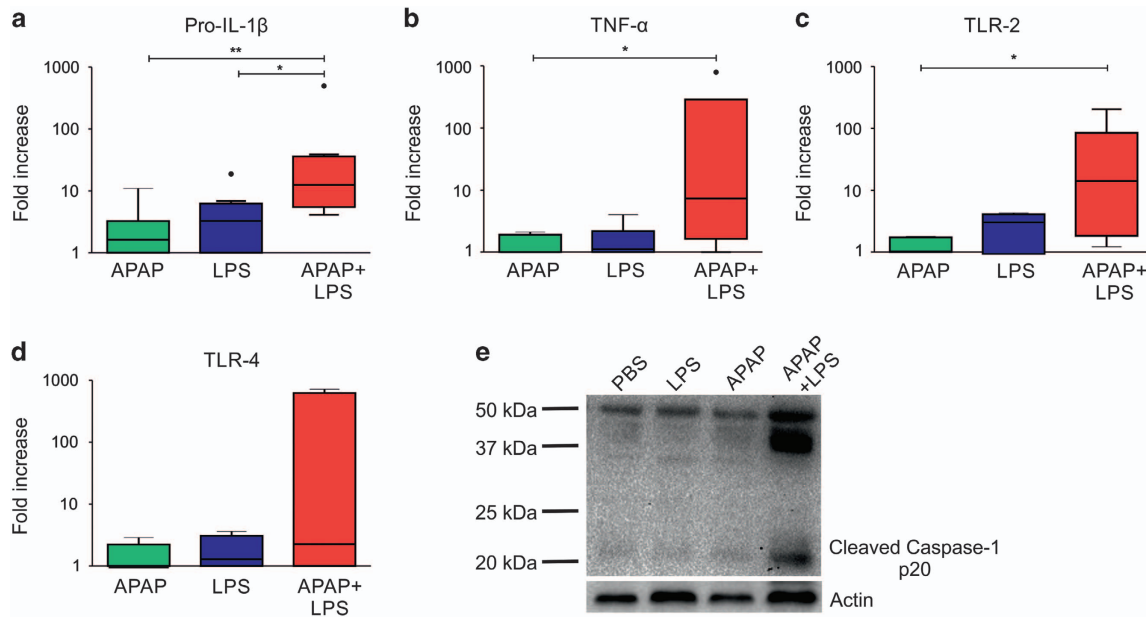 a
Pro-IL-1β
**
*
Fold increase
1000
100
10
1
APAP
LPS
APAP+
LPS
b
TNF-α
*
Fold increase
1000
100
10
1
APAP
LPS
APAP+
LPS
c
TLR-2
*
Fold increase
1000
100
10
1
APAP
LPS
APAP+
LPS
d
TLR-4
Fold increase
1000
100
10
1
APAP
LPS
APAP+
LPS
e
PBS
LPS
APAP
APAP
+LPS
50 kDa
37 kDa
25 kDa
20 kDa
Cleaved Caspase-1
p20
Actin